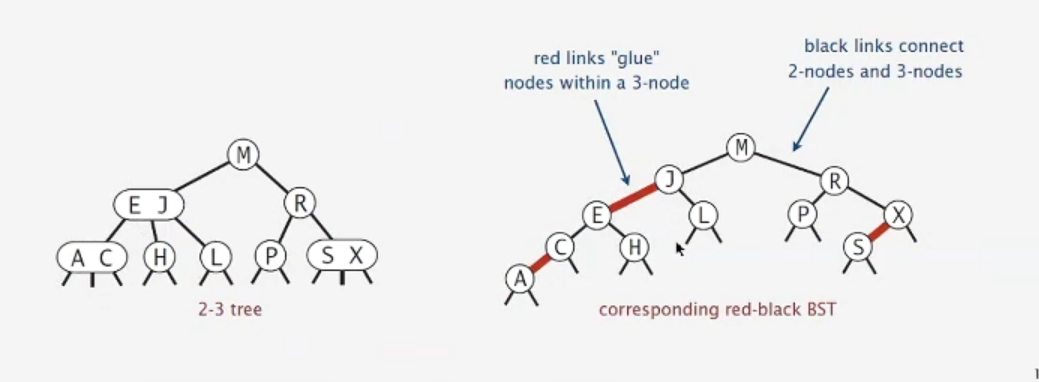 red links "glue"
nodes within a 3-node
black links connect
2-nodes and 3-nodes
M
E J
R
A C
H
L
P
S X
2-3 tree
M
J
R
E
L
P
X
C
H
S
A
corresponding red-black BST